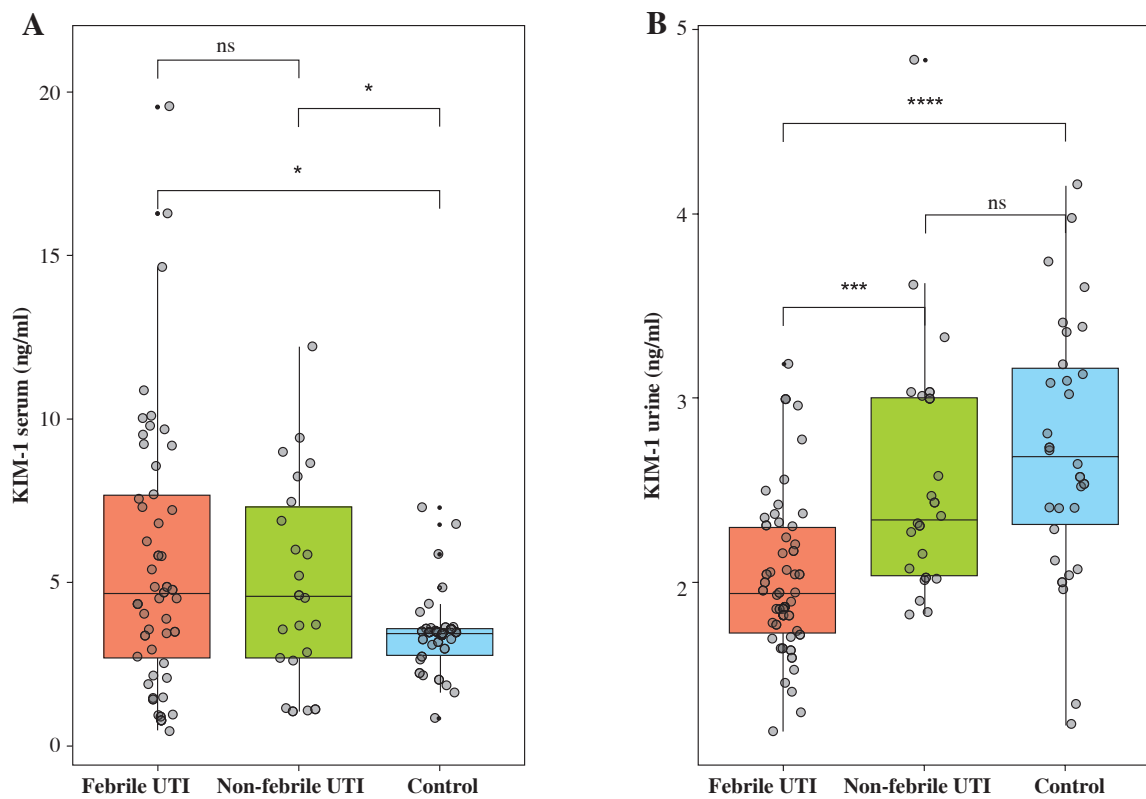 A
KIM-1 serum (ng/ml)
20
15
10
5
0
ns
*
*
Febrile UTI
Non-febrile UTI
Control
B
KIM-1 urine (ng/ml)
5
4
3
2
****
ns
***
Febrile UTI
Non-febrile UTI
Control